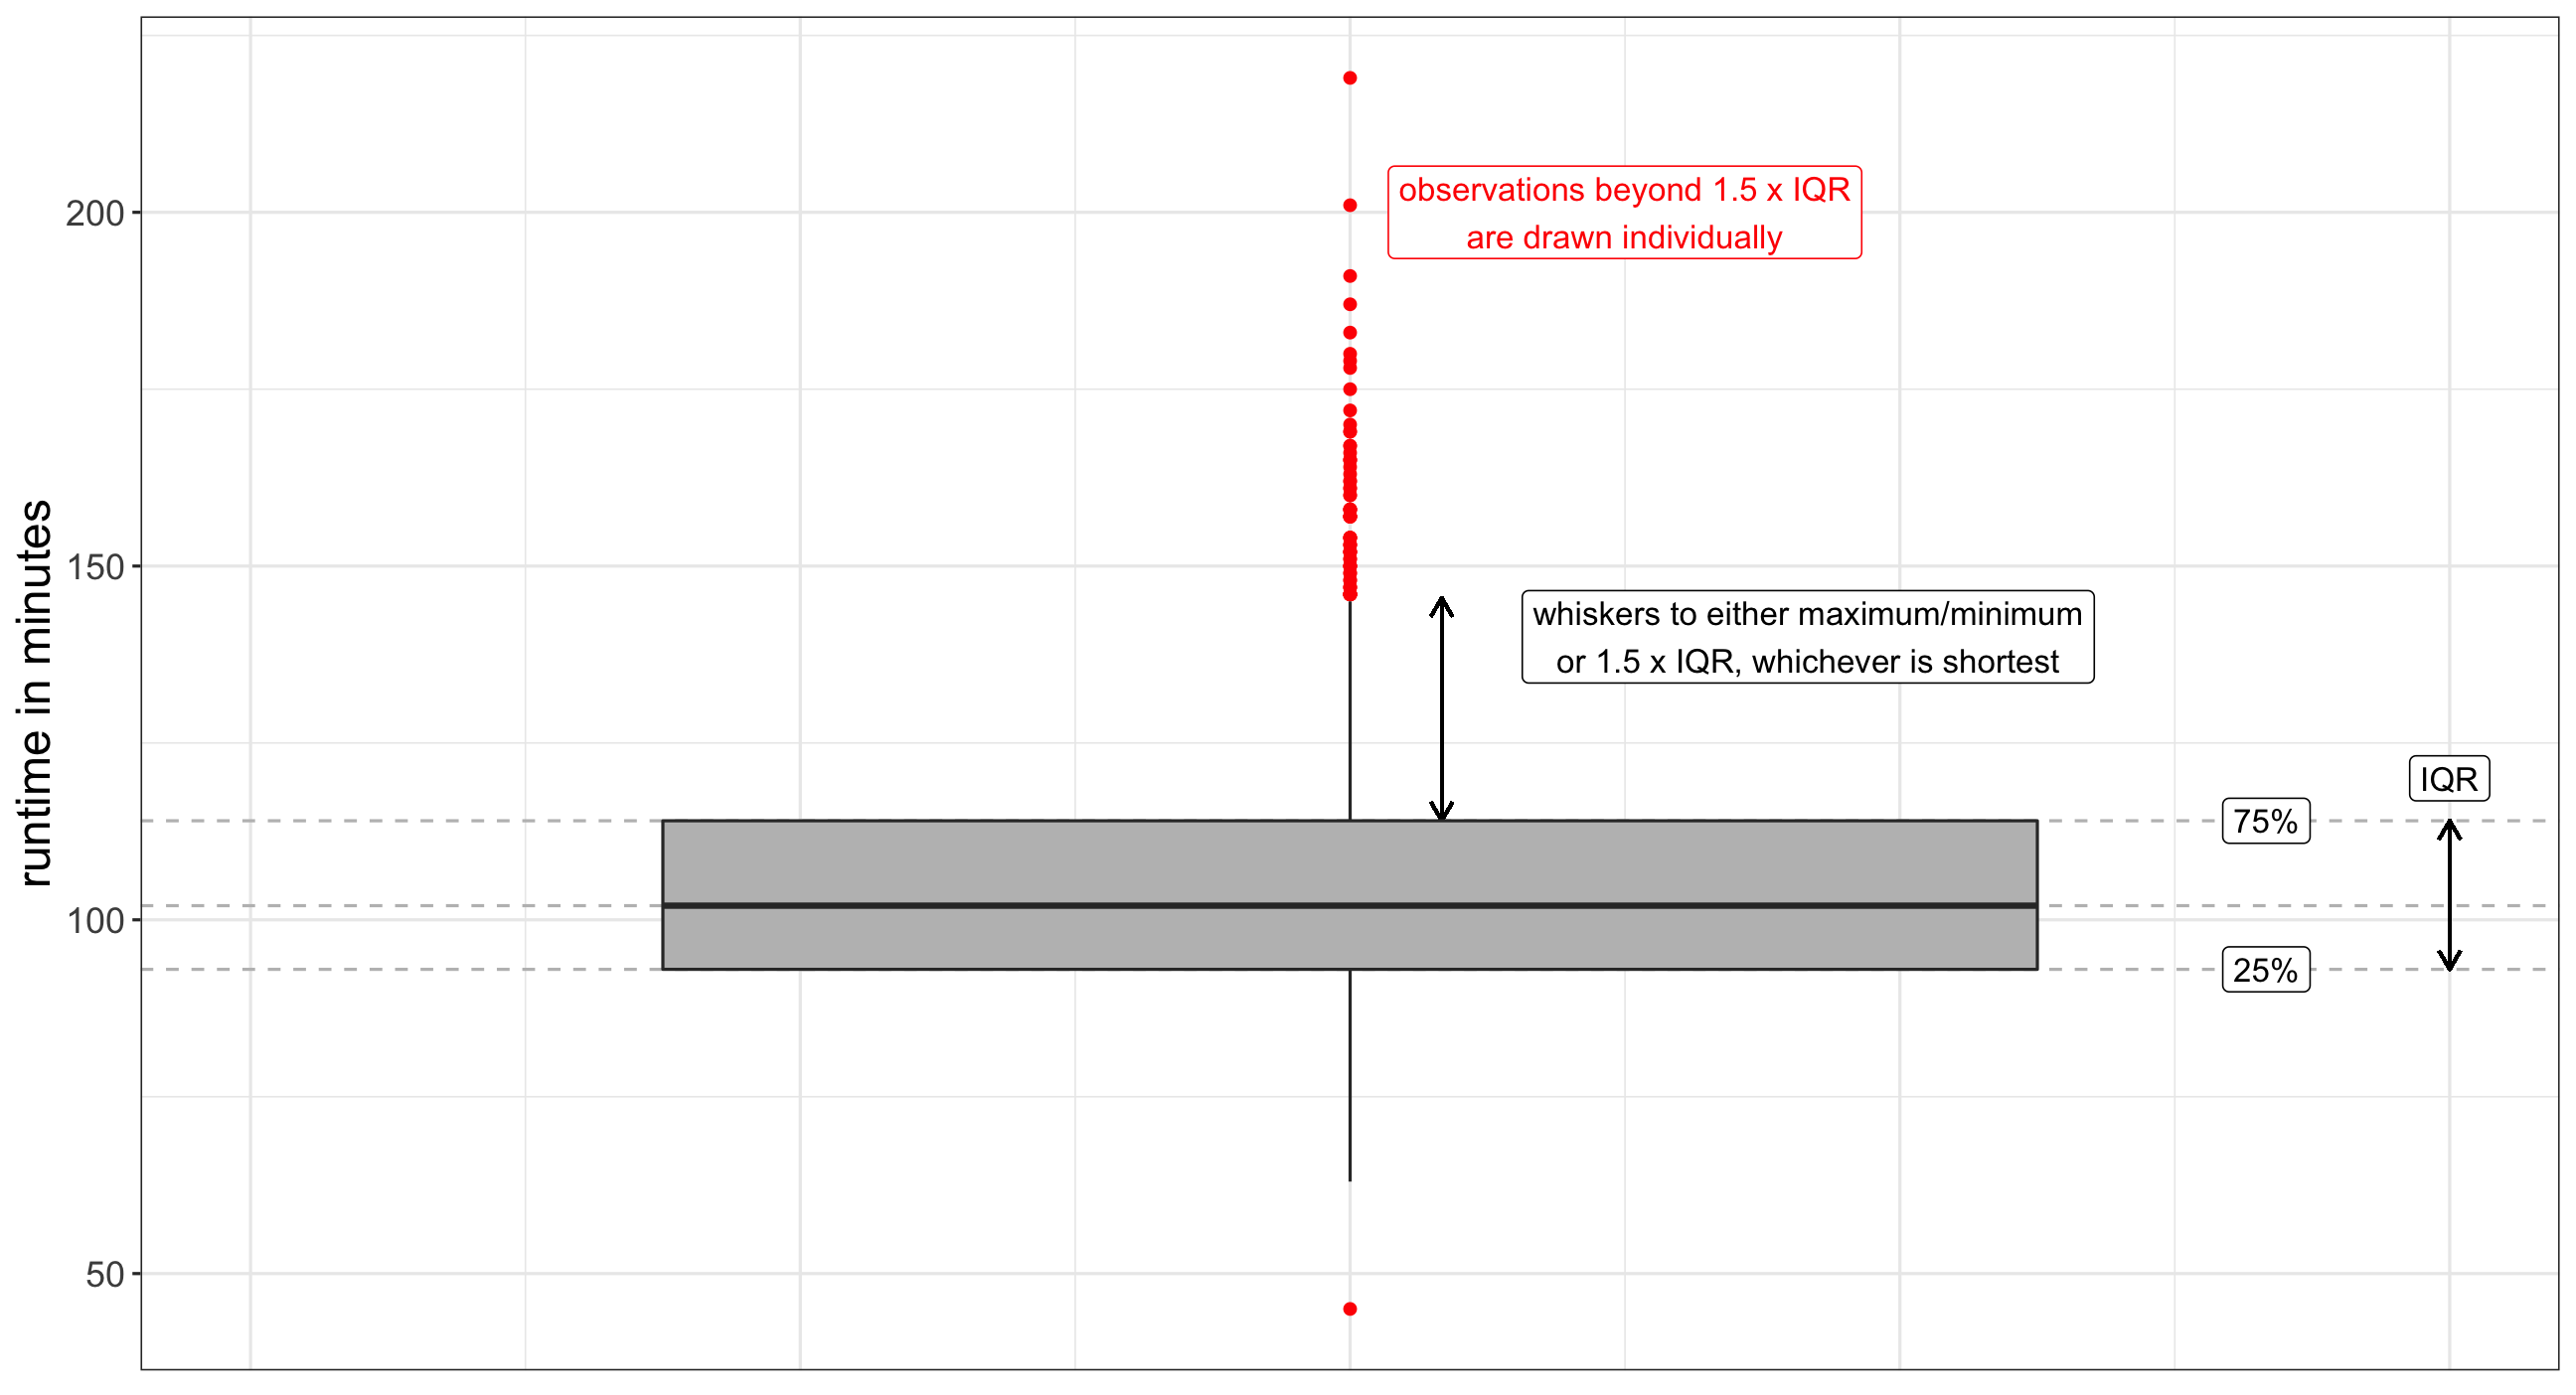 runtime in minutes
200
150
100
50
observations beyond 1.5 x IQR
are drawn individually
whiskers to either maximum/minimum
or 1.5 x IQR, whichever is shortest
IQR
75%
25%